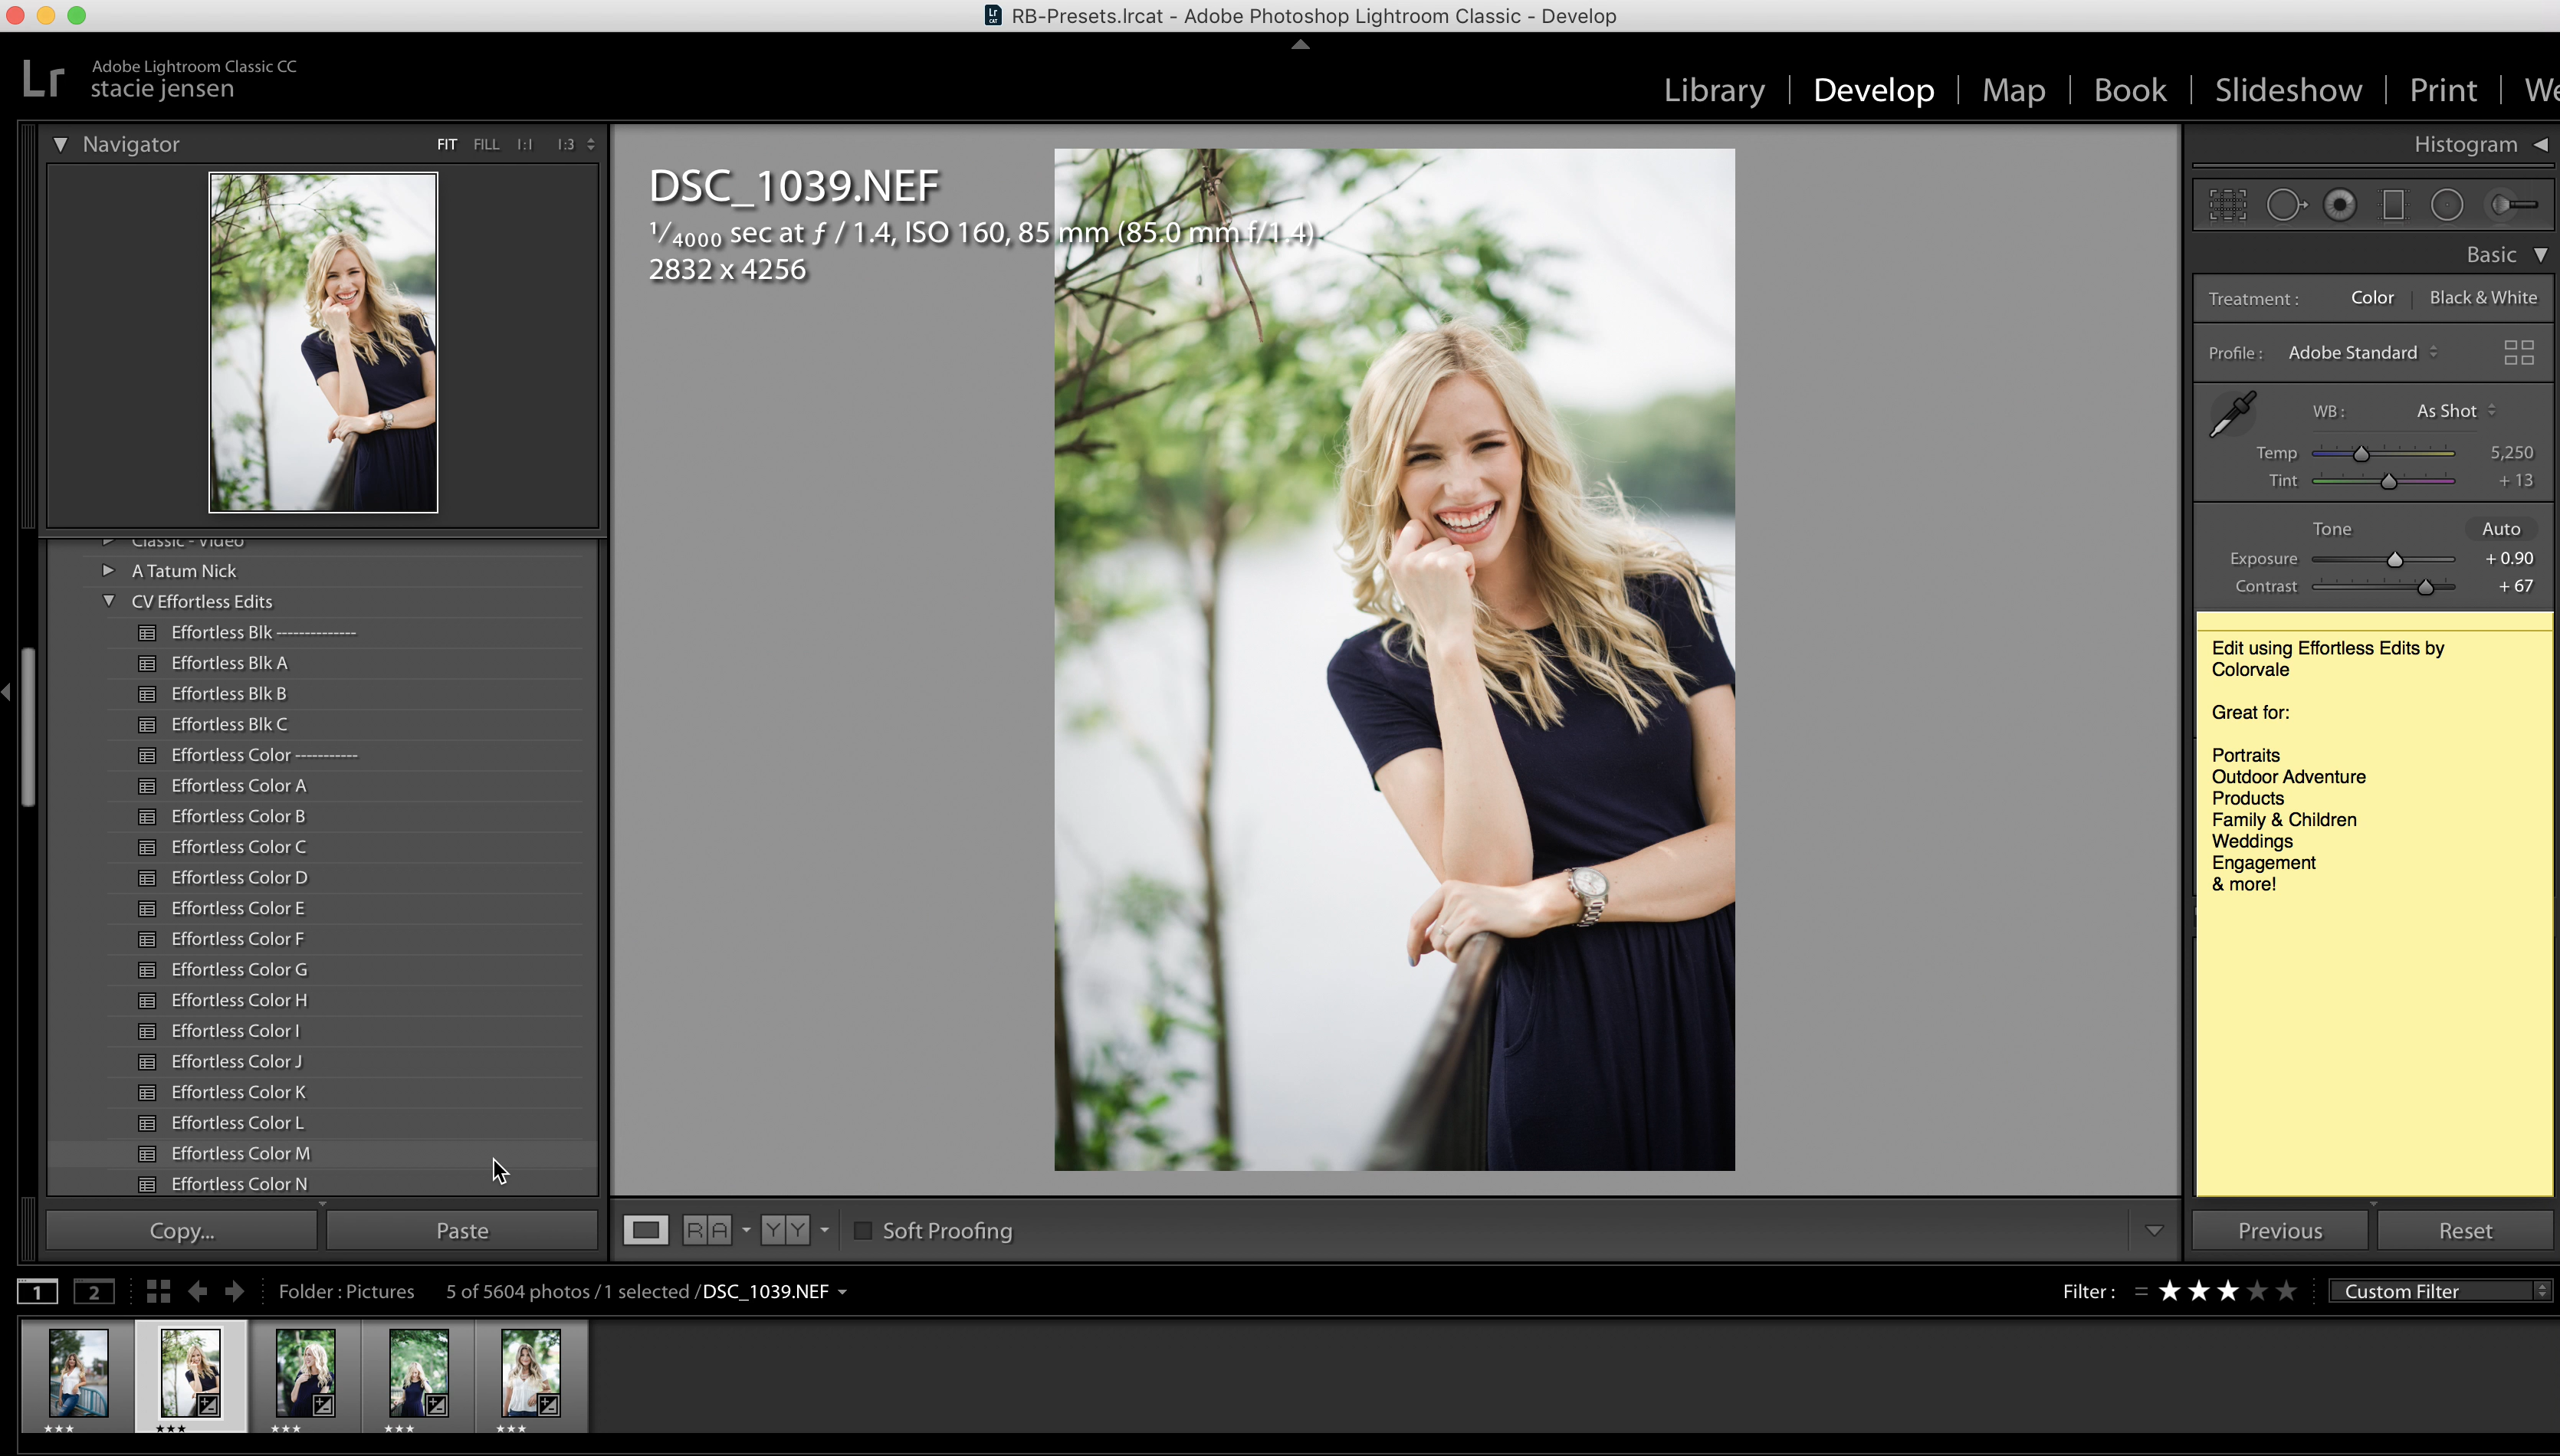 RB-Presets.lrcat - Adobe Photoshop Lightroom Classic - Develop
Lr
Adobe Lightroom Classic CC
stacie jensen
Library | Develop | Map | Book | Slideshow | Print | We
Navigator
FIT FILL 1:1 1:3
Classic - Video
A Tatum Nick
CV Effortless Edits
Effortless Blk --------------
Effortless Blk A
Effortless Blk B
Effortless Blk C
Effortless Color -----------
Effortless Color A
Effortless Color B
Effortless Color C
Effortless Color D
Effortless Color E
Effortless Color F
Effortless Color G
Effortless Color H
Effortless Color I
Effortless Color J
Effortless Color K
Effortless Color L
Effortless Color M
Effortless Color N
Copy...
Paste
DSC_1039.NEF
1/4000 sec at ƒ / 1.4, ISO 160, 85 mm (85.0 mm f/1.4)
2832 x 4256
R A
Y Y
Soft Proofing
Histogram
Basic
Treatment : Color | Black & White
Profile : Adobe Standard
WB : As Shot
Temp 5,250
Tint + 13
Tone Auto
Exposure + 0.90
Contrast + 67
Edit using Effortless Edits by
Colorvale
Great for:
Portraits
Outdoor Adventure
Products
Family & Children
Weddings
Engagement
& more!
Previous
Reset
1 2
Folder : Pictures 5 of 5604 photos / 1 selected / DSC_1039.NEF
Filter : = ★★★★★
Custom Filter
★★★
★★★
★★★
★★★
★★★